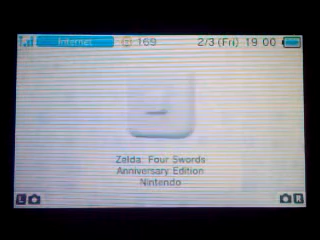 Internet 169 2/3 (Fri) 19 00
Zelda: Four Swords
Anniversary Edition
Nintendo
L R